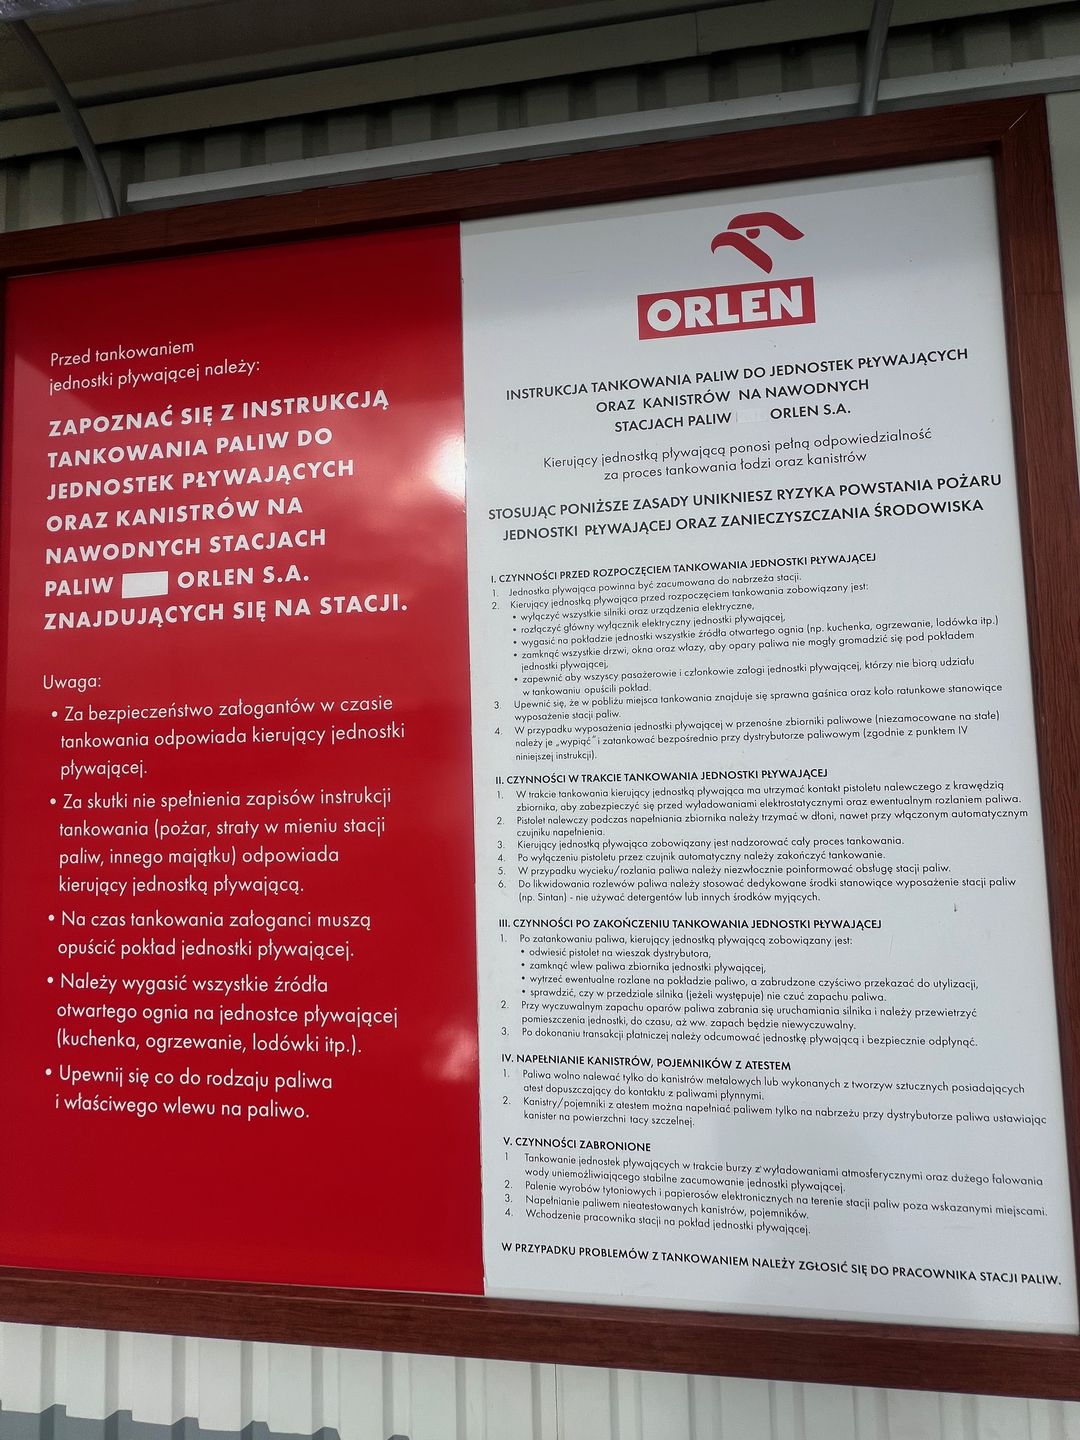 Przed tankowaniem
jednostki pływającej należy:
ZAPOZNAĆ SIĘ Z INSTRUKCJĄ
TANKOWANIA PALIW DO
JEDNOSTEK PŁYWAJĄCYCH
ORAZ KANISTRÓW NA
NAWODNYCH STACJACH
PALIW ORLEN S.A.
ZNAJDUJĄCYCH SIĘ NA STACJI.
Uwaga:
• Za bezpieczeństwo załogantów w czasie
tankowania odpowiada kierujący jednostki
pływającej.
• Za skutki nie spełnienia zapisów instrukcji
tankowania (pożar, straty w mieniu stacji
paliw, innego majątku) odpowiada
kierujący jednostką pływającą.
• Na czas tankowania załoganci muszą
opuścić pokład jednostki pływającej.
• Należy wygasić wszystkie źródła
otwartego ognia na jednostce pływającej
(kuchenka, ogrzewanie, lodówki itp.).
• Upewnij się co do rodzaju paliwa
i właściwego wlewu na paliwo.
ORLEN
INSTRUKCJA TANKOWANIA PALIW DO JEDNOSTEK PŁYWAJĄCYCH
ORAZ KANISTRÓW NA NAWODNYCH
STACJACH PALIW ORLEN S.A.
Kierujący jednostką pływającą ponosi pełną odpowiedzialność
za proces tankowania łodzi oraz kanistrów
STOSUJĄC PONIŻSZE ZASADY UNIKNIESZ RYZYKA POWSTANIA POŻARU
JEDNOSTKI PŁYWAJĄCEJ ORAZ ZANIECZYSZCZANIA ŚRODOWISKA
I. CZYNNOŚCI PRZED ROZPOCZĘCIEM TANKOWANIA JEDNOSTKI PŁYWAJĄCEJ
1. Jednostka pływająca powinna być zacumowana do nabrzeża stacji.
2. Kierujący jednostką pływająca przed rozpoczęciem tankowania zobowiązany jest:
• wyłączyć wszystkie silniki oraz urządzenia elektryczne,
• rozłączyć główny wyłącznik elektryczny jednostki pływającej,
• wygasić na pokładzie jednostki wszystkie źródła otwartego ognia (np. kuchenka, ogrzewanie, lodówka itp.)
• zamknąć wszystkie drzwi, okna oraz włazy, aby opary paliwa nie mogły gromadzić się pod pokładem
jednostki pływającej,
• zapewnić aby wszyscy pasażerowie i członkowie załogi jednostki pływającej, którzy nie biorą udziału
w tankowaniu opuścili pokład.
3. Upewnić się, że w pobliżu miejsca tankowania znajduje się sprawna gaśnica oraz koło ratunkowe stanowiące
wyposażenie stacji paliw.
4. W przypadku wyposażenia jednostki pływającej w przenośne zbiorniki paliwowe (niezamocowane na stałe)
należy je „wypiąć" i zatankować bezpośrednio przy dystrybutorze paliwowym (zgodnie z punktem IV
niniejszej instrukcji).
II. CZYNNOŚCI W TRAKCIE TANKOWANIA JEDNOSTKI PŁYWAJĄCEJ
1. W trakcie tankowania kierujący jednostką pływająca ma utrzymać kontakt pistoletu nalewczego z krawędzią
zbiornika, aby zabezpieczyć się przed wyładowaniami elektrostatycznymi oraz ewentualnym rozlaniem paliwa.
2. Pistolet nalewczy podczas napełniania zbiornika należy trzymać w dłoni, nawet przy włączonym automatycznym
czujniku napełnienia.
3. Kierujący jednostką pływająca zobowiązany jest nadzorować cały proces tankowania.
4. Po wyłączeniu pistoletu przez czujnik automatyczny należy zakończyć tankowanie.
5. W przypadku wycieku/rozlania paliwa należy niezwłocznie poinformować obsługę stacji paliw.
6. Do likwidowania rozlewów paliwa należy stosować dedykowane środki stanowiące wyposażenie stacji paliw
(np. Sintan) - nie używać detergentów lub innych środków myjących.
III. CZYNNOŚCI PO ZAKOŃCZENIU TANKOWANIA JEDNOSTKI PŁYWAJĄCEJ
1. Po zatankowaniu paliwa, kierujący jednostką pływającą zobowiązany jest:
• odwiesić pistolet na wieszak dystrybutora,
• zamknąć wlew paliwa zbiornika jednostki pływającej,
• wytrzeć ewentualne rozlane na pokładzie paliwo, a zabrudzone czyściwo przekazać do utylizacji,
• sprawdzić, czy w przedziale silnika (jeżeli występuje) nie czuć zapachu paliwa.
2. Przy wyczuwalnym zapachu oparów paliwa zabrania się uruchamiania silnika i należy przewietrzyć
pomieszczenia jednostki, do czasu, aż ww. zapach będzie niewyczuwalny.
3. Po dokonaniu transakcji płatniczej należy odcumować jednostkę pływającą i bezpiecznie odpłynąć.
IV. NAPEŁNIANIE KANISTRÓW, POJEMNIKÓW Z ATESTEM
1. Paliwa wolno nalewać tylko do kanistrów metalowych lub wykonanych z tworzyw sztucznych posiadających
atest dopuszczający do kontaktu z paliwami płynnymi.
2. Kanistry/pojemniki z atestem można napełniać paliwem tylko na nabrzeżu przy dystrybutorze paliwa ustawiając
kanister na powierzchni tacy szczelnej.
V. CZYNNOŚCI ZABRONIONE
1 Tankowanie jednostek pływających w trakcie burzy z wyładowaniami atmosferycznymi oraz dużego falowania
wody uniemożliwiającego stabilne zacumowanie jednostki pływającej.
2. Palenie wyrobów tytoniowych i papierosów elektronicznych na terenie stacji paliw poza wskazanymi miejscami.
3. Napełnianie paliwem nieatestowanych kanistrów, pojemników.
4. Wchodzenie pracownika stacji na pokład jednostki pływającej.
W PRZYPADKU PROBLEMÓW Z TANKOWANIEM NALEŻY ZGŁOSIĆ SIĘ DO PRACOWNIKA STACJI PALIW.